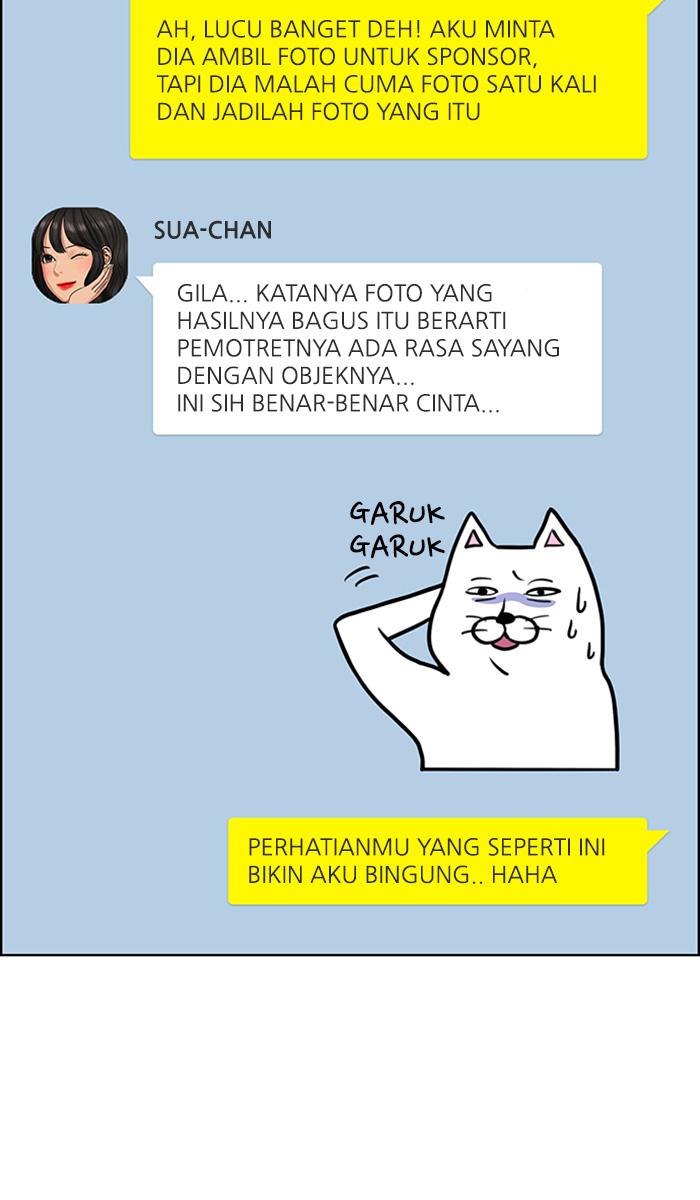 AH, LUCU BANGET DEH! AKU MINTA
DIA AMBIL FOTO UNTUK SPONSOR,
TAPI DIA MALAH CUMA FOTO SATU KALI
DAN JADILAH FOTO YANG ITU
SUA-CHAN
GILA... KATANYA FOTO YANG
HASILNYA BAGUS ITU BERARTI
PEMOTRETNYA ADA RASA SAYANG
DENGAN OBJEKNYA...
INI SIH BENAR-BENAR CINTA...
GARUK
GARUK
PERHATIANMU YANG SEPERTI INI
BIKIN AKU BINGUNG.. HAHA